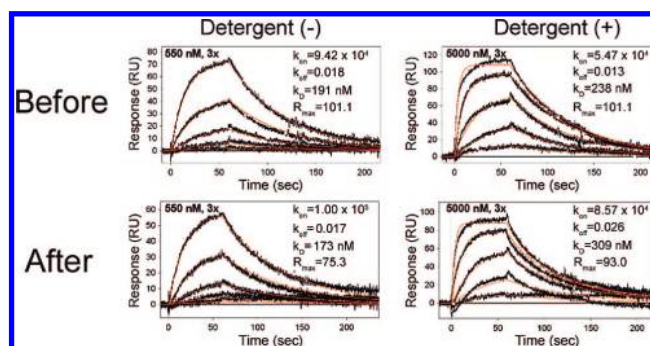 Detergent (-)
Detergent (+)
Before
550 nM, 3x
kon=9.42 x 10⁴
koff=0.018
kD=191 nM
Rmax=101.1
Response (RU)
80
70
60
50
40
30
20
10
0
0 50 100 150 200
Time (sec)
5000 nM, 3x
kon=5.47 x 10⁴
koff=0.013
kD=238 nM
Rmax=101.1
Response (RU)
120
100
80
60
40
20
0
0 50 100 150 200
Time (sec)
After
550 nM, 3x
kon=1.00 x 10⁵
koff=0.017
kD=173 nM
Rmax=75.3
Response (RU)
60
50
40
30
20
10
0
0 50 100 150 200
Time (sec)
5000 nM, 3x
kon=8.57 x 10⁴
koff=0.026
kD=309 nM
Rmax=93.0
Response (RU)
100
80
60
40
20
0
-20
0 50 100 150 200
Time (sec)